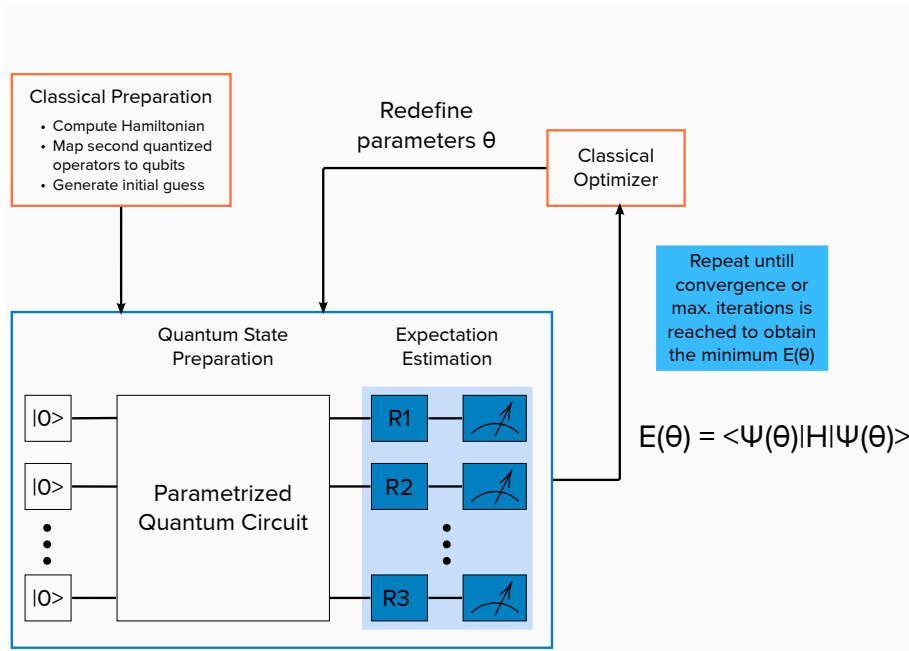 Classical Preparation
• Compute Hamiltonian
• Map second quantized
operators to qubits
• Generate initial guess
Redefine
parameters θ
Classical
Optimizer
Repeat untill
convergence or
max. iterations is
reached to obtain
the minimum E(θ)
Quantum State
Preparation
Expectation
Estimation
|0>
R1
|0>
R2
Parametrized
Quantum Circuit
|0>
R3
E(θ) = <Ψ(θ)|H|Ψ(θ)>